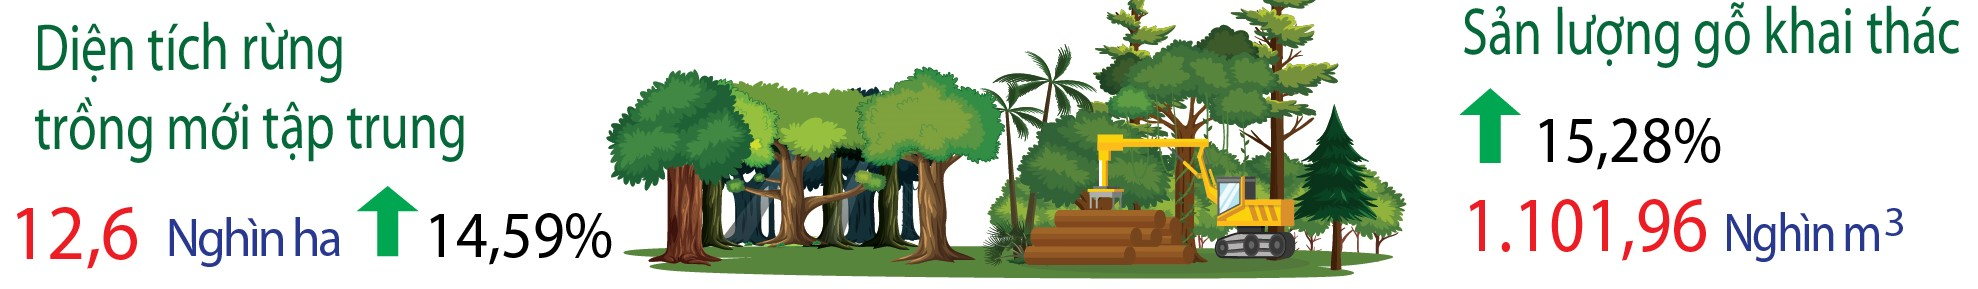 Diện tích rừng
trồng mới tập trung
12,6 Nghìn ha 14,59%
Sản lượng gỗ khai thác
15,28%
1.101,96 Nghìn m³